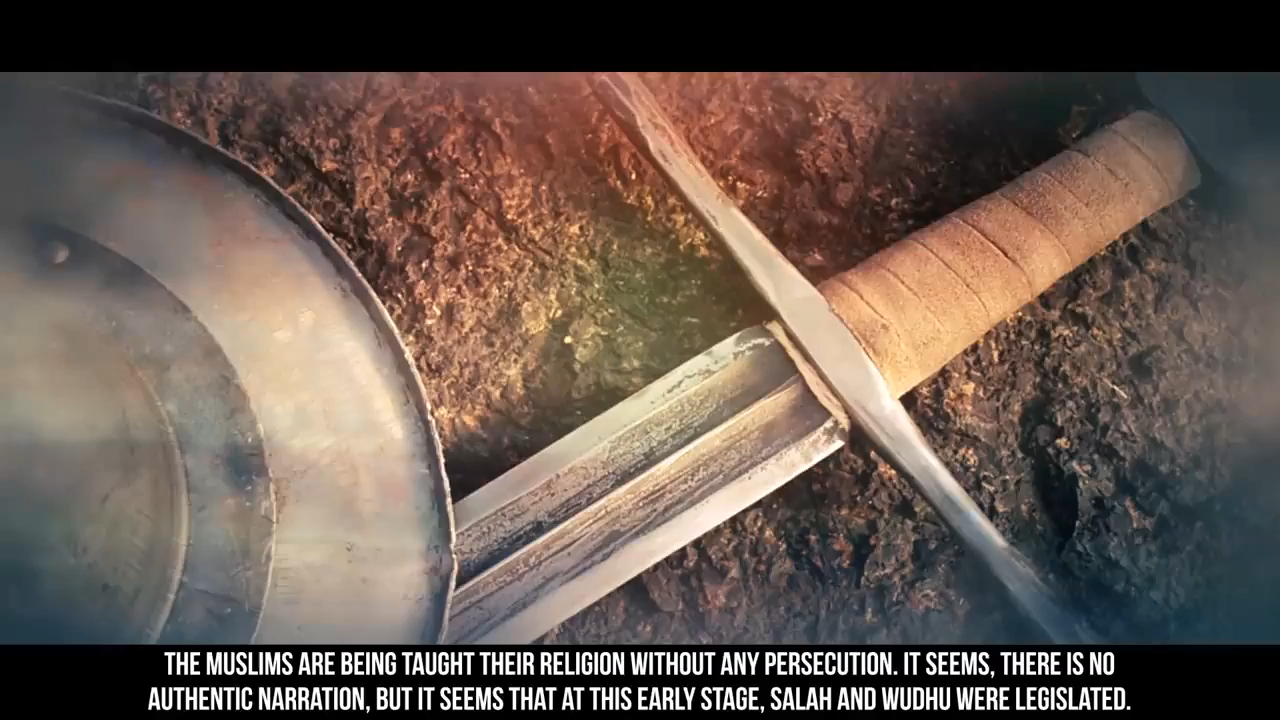 THE MUSLIMS ARE BEING TAUGHT THEIR RELIGION WITHOUT ANY PERSECUTION. IT SEEMS, THERE IS NO
AUTHENTIC NARRATION, BUT IT SEEMS THAT AT THIS EARLY STAGE, SALAH AND WUDHU WERE LEGISLATED.